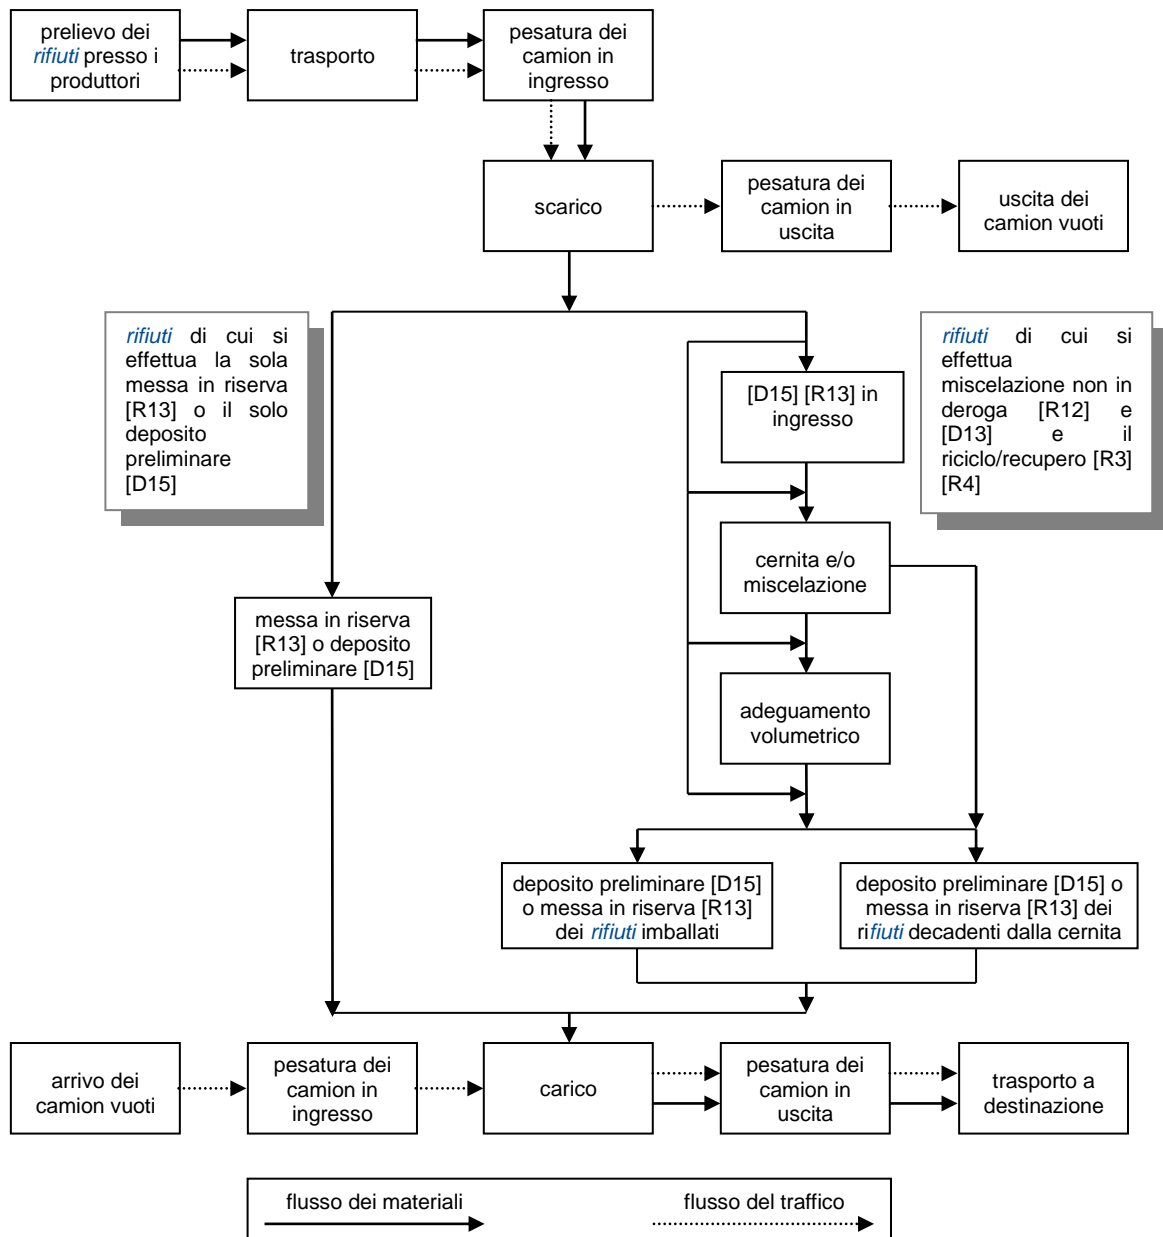 prelievo dei
rifiuti presso i
produttori
trasporto
pesatura dei
camion in
ingresso
scarico
pesatura dei
camion in
uscita
uscita dei
camion vuoti
rifiuti di cui si
effettua la sola
messa in riserva
[R13] o il solo
deposito
preliminare
[D15]
[D15] [R13] in
ingresso
rifiuti di cui si
effettua
miscelazione non in
deroga [R12] e
[D13] e il
riciclo/recupero [R3]
[R4]
cernita e/o
miscelazione
messa in riserva
[R13] o deposito
preliminare [D15]
adeguamento
volumetrico
deposito preliminare [D15]
o messa in riserva [R13]
dei rifiuti imballati
deposito preliminare [D15] o
messa in riserva [R13] dei
rifiuti decadenti dalla cernita
arrivo dei
camion vuoti
pesatura dei
camion in
ingresso
carico
pesatura dei
camion in
uscita
trasporto a
destinazione
flusso dei materiali
flusso del traffico